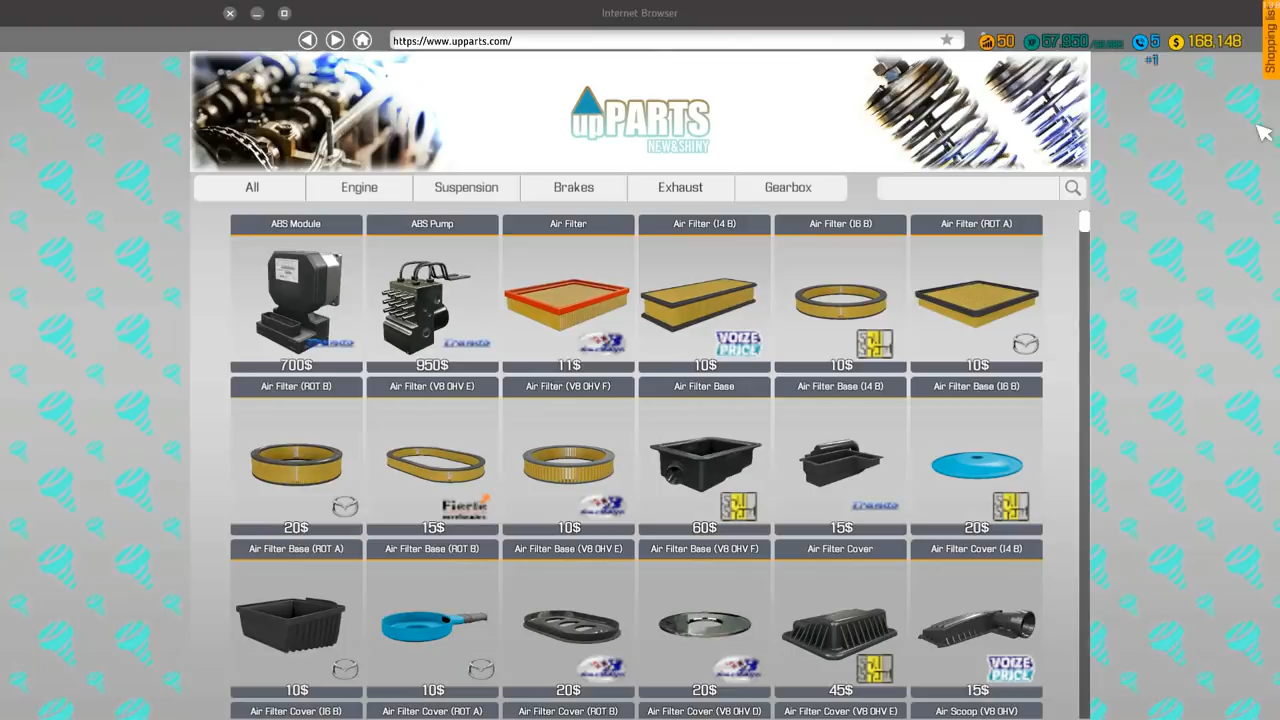 Internet Browser
https://www.upparts.com/
50
57,950
5
168,148
+1
Shopping list
upPARTS
NEW&SHINY
All
Engine
Suspension
Brakes
Exhaust
Gearbox
ABS Module
ABS Pump
Air Filter
Air Filter (I4 B)
Air Filter (I6 B)
Air Filter (ROT A)
VOIZE PRICE
700$
950$
11$
10$
10$
10$
Air Filter (ROT B)
Air Filter (V8 OHV E)
Air Filter (V8 OHV F)
Air Filter Base
Air Filter Base (I4 B)
Air Filter Base (I6 B)
20$
15$
10$
60$
15$
20$
Air Filter Base (ROT A)
Air Filter Base (ROT B)
Air Filter Base (V8 OHV E)
Air Filter Base (V8 OHV F)
Air Filter Cover
Air Filter Cover (I4 B)
VOIZE PRICE
10$
10$
20$
20$
45$
15$
Air Filter Cover (I6 B)
Air Filter Cover (ROT A)
Air Filter Cover (ROT B)
Air Filter Cover (V8 OHV D)
Air Filter Cover (V8 OHV E)
Air Scoop (V8 OHV)